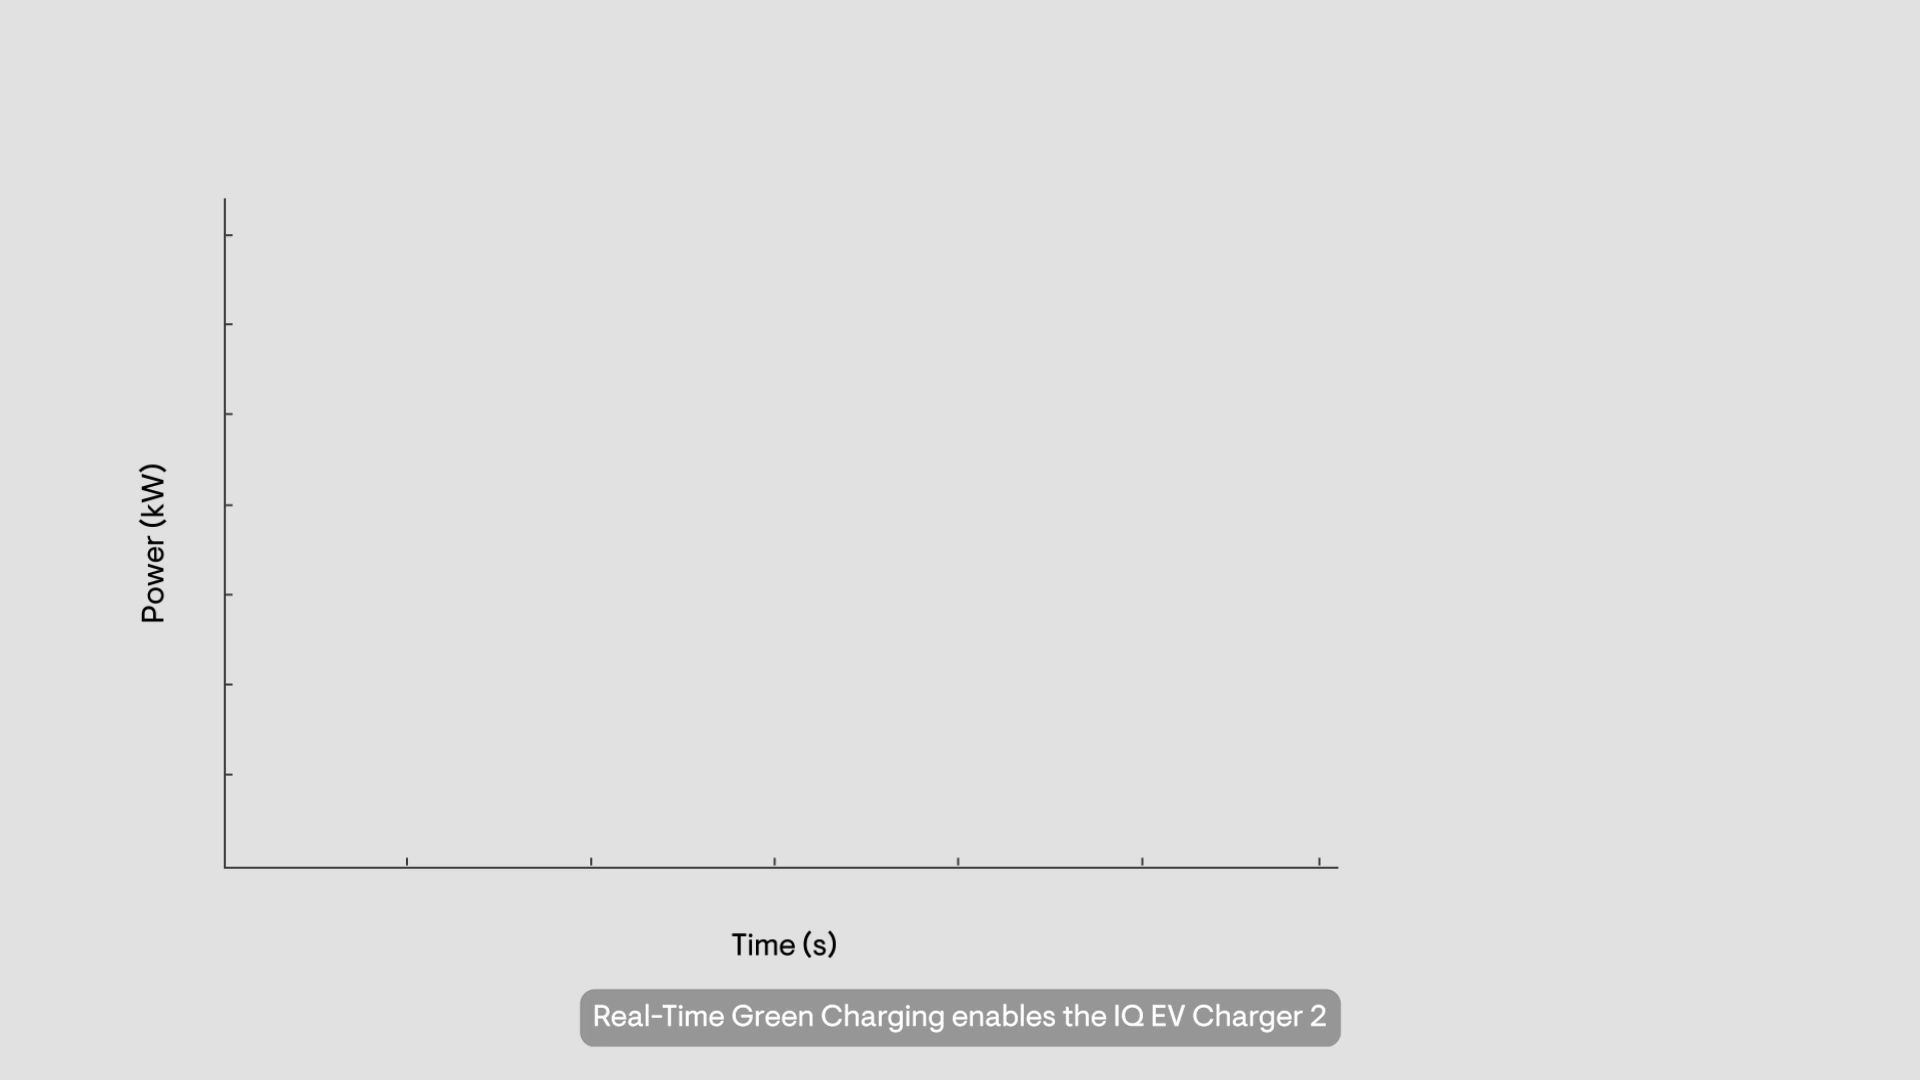 Power (kW)
Time (s)
Real-Time Green Charging enables the IQ EV Charger 2